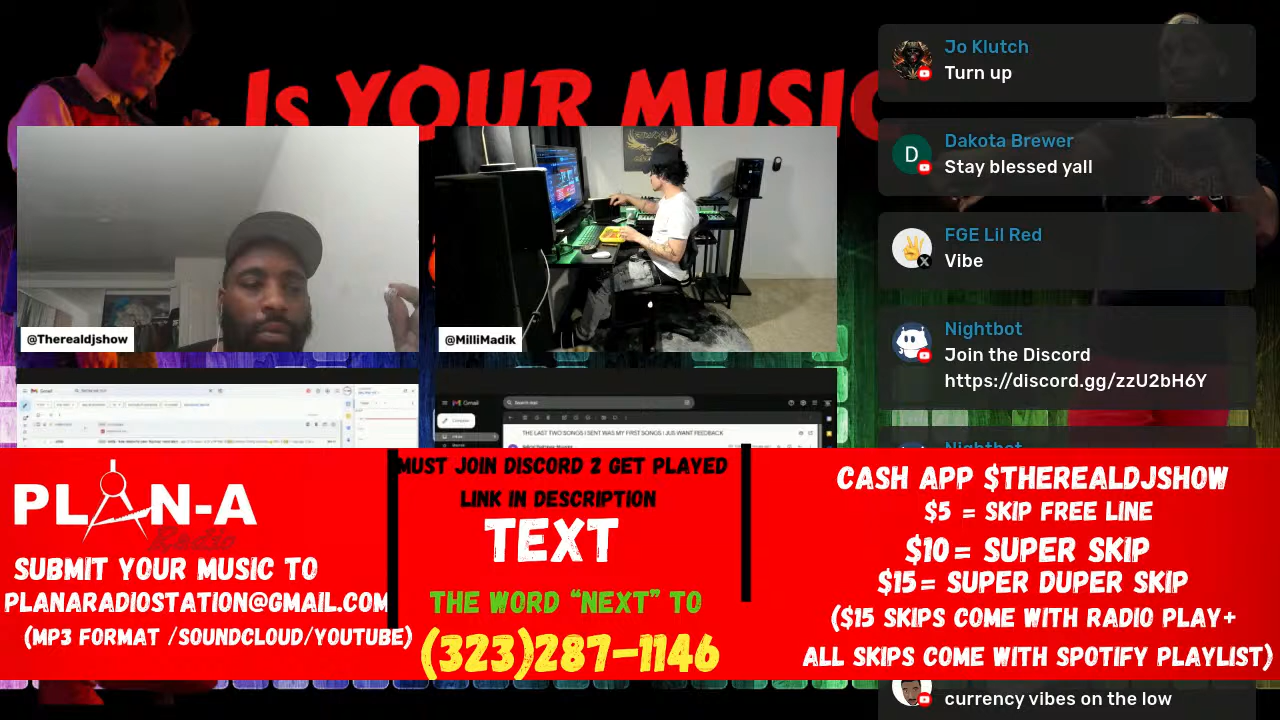 Is YOUR MUSIC
@Therealdjshow
@MilliMadik
Gmail
Gmail
THE LAST TWO SONGS I SENT WAS MY FIRST SONGS I JUS WANT FEEDBACK
PLAN-A
Radio
SUBMIT YOUR MUSIC TO
PLANARADIOSTATION@GMAIL.COM
(MP3 FORMAT /SOUNDCLOUD/YOUTUBE)
MUST JOIN DISCORD 2 GET PLAYED
LINK IN DESCRIPTION
TEXT
THE WORD “NEXT” TO
(323)287-1146
CASH APP $THEREALDJSHOW
$5 = SKIP FREE LINE
$10= SUPER SKIP
$15= SUPER DUPER SKIP
($15 SKIPS COME WITH RADIO PLAY+
ALL SKIPS COME WITH SPOTIFY PLAYLIST)
Jo Klutch
Turn up
Dakota Brewer
D
Stay blessed yall
FGE Lil Red
Vibe
Nightbot
Join the Discord
https://discord.gg/zzU2bH6Y
Nightbot
currency vibes on the low